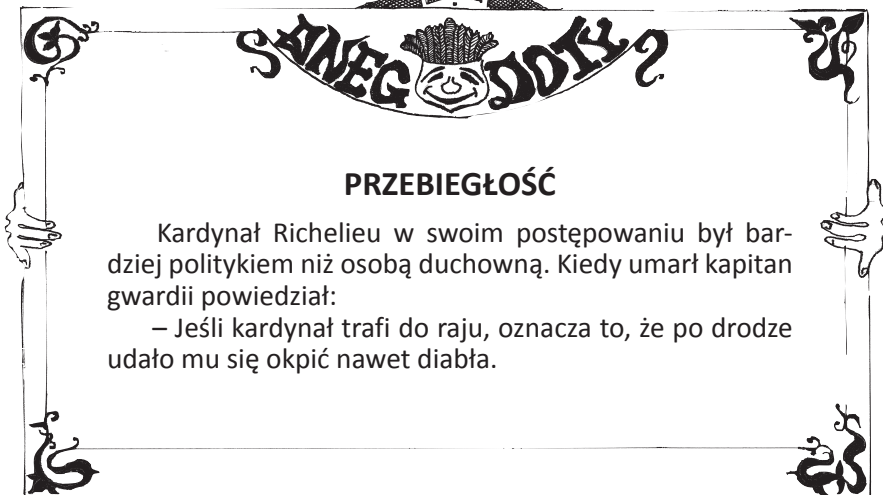 ANEGDOTY
PRZEBIEGŁOŚĆ
Kardynał Richelieu w swoim postępowaniu był bar-
dziej politykiem niż osobą duchowną. Kiedy umarł kapitan
gwardii powiedział:
– Jeśli kardynał trafi do raju, oznacza to, że po drodze
udało mu się okpić nawet diabła.